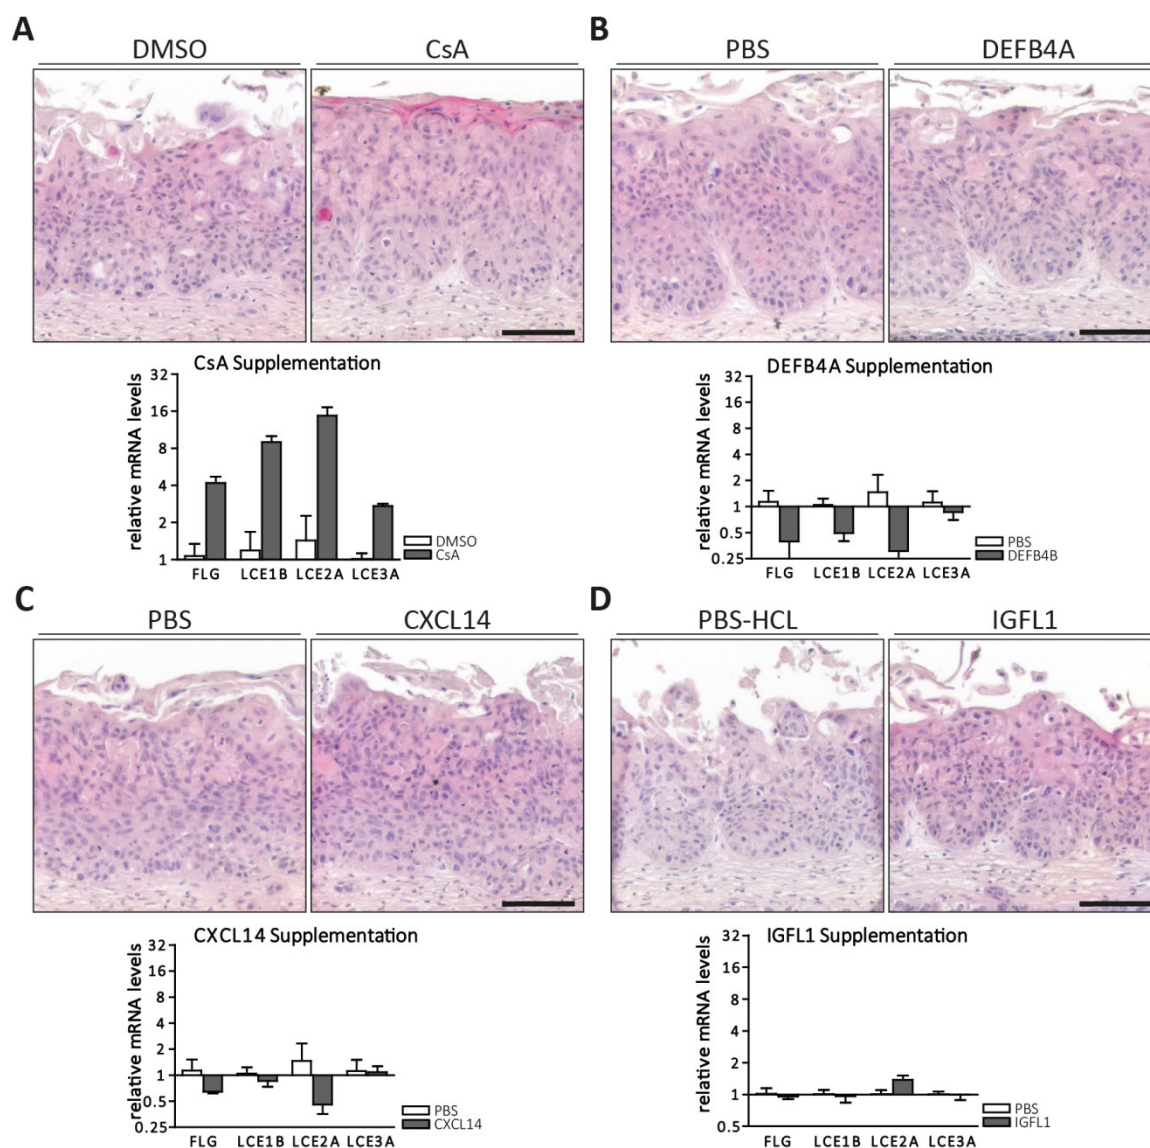 A
DMSO CsA
B
PBS DEFB4A
CsA Supplementation
relative mRNA levels
32
16
8
4
2
1
FLG LCE1B LCE2A LCE3A
DMSO
CsA
DEFB4A Supplementation
relative mRNA levels
32
16
8
4
2
1
0.5
0.25
FLG LCE1B LCE2A LCE3A
PBS
DEFB4B
C
PBS CXCL14
D
PBS-HCL IGFL1
CXCL14 Supplementation
relative mRNA levels
32
16
8
4
2
1
0.5
0.25
FLG LCE1B LCE2A LCE3A
PBS
CXCL14
IGFL1 Supplementation
relative mRNA levels
32
16
8
4
2
1
0.5
FLG LCE1B LCE2A LCE3A
PBS
IGFL1